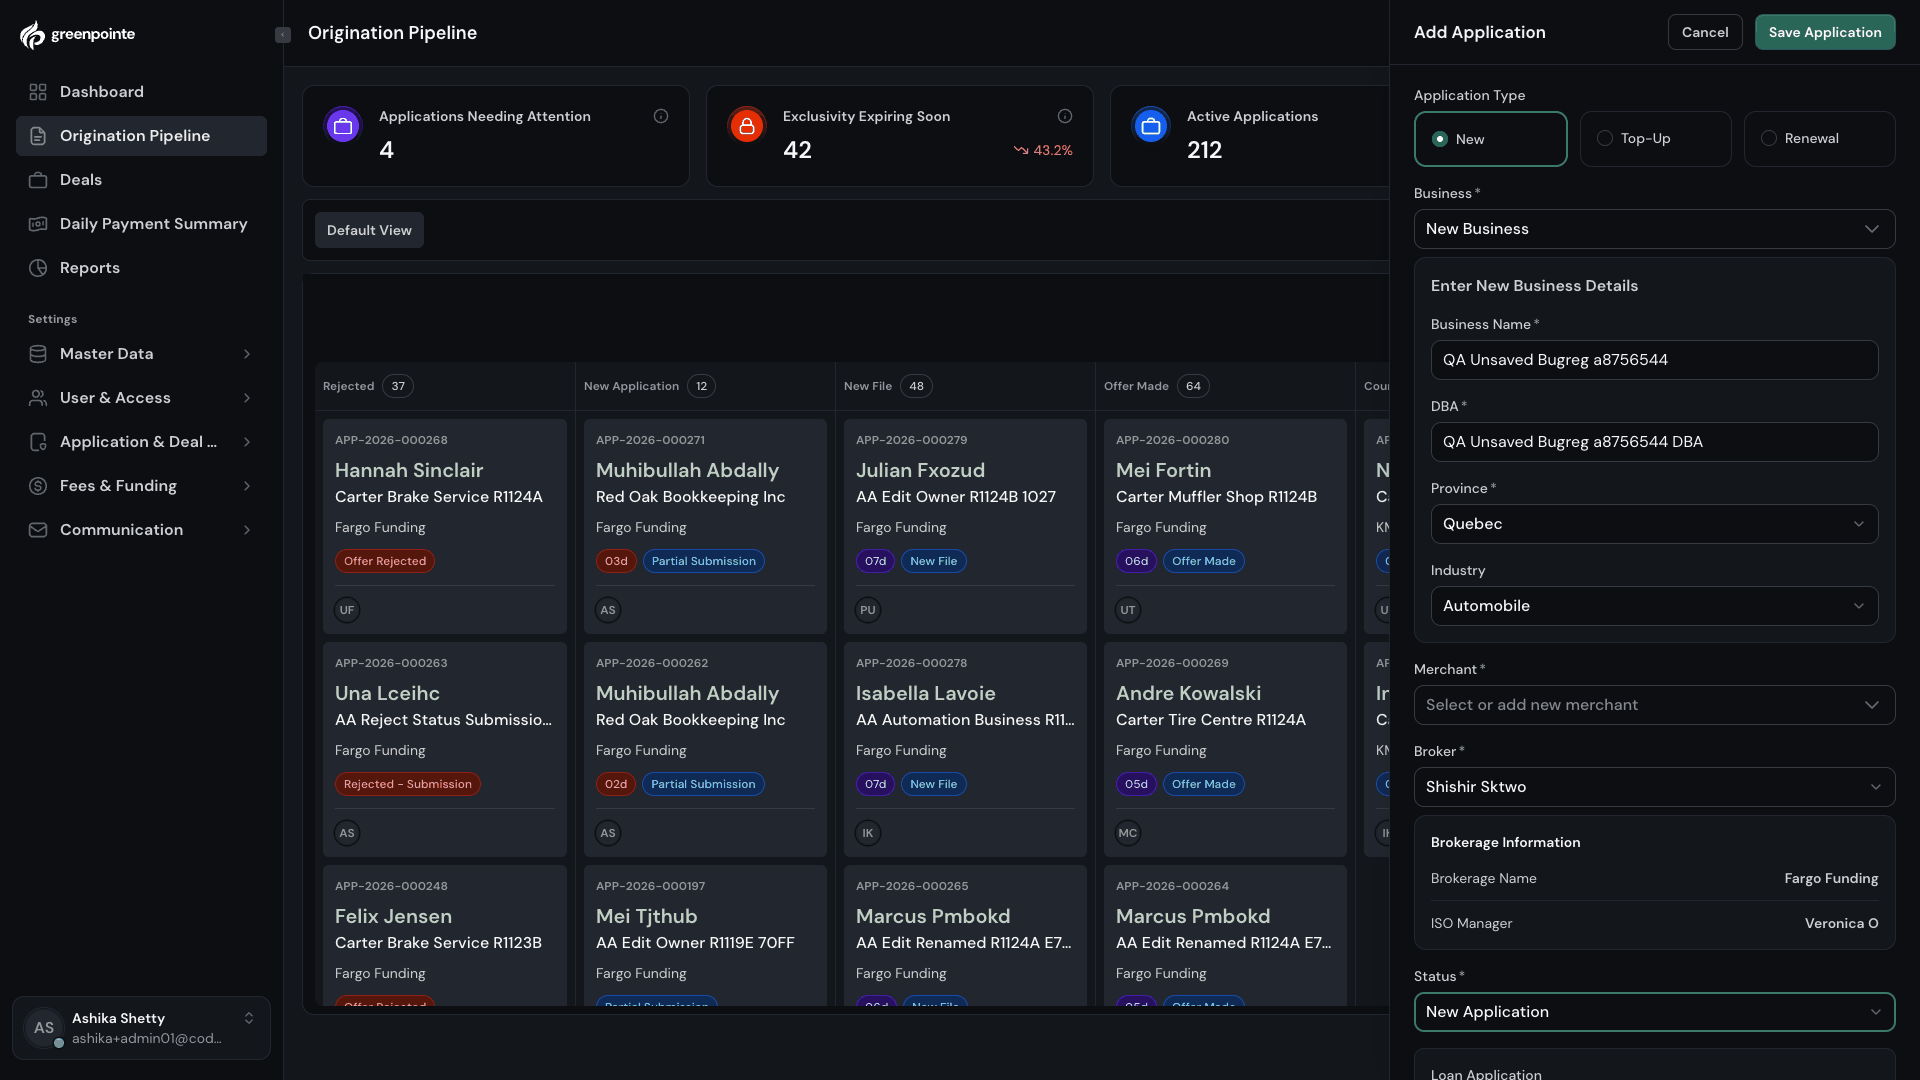 greenpointe
Dashboard
Origination Pipeline
Deals
Daily Payment Summary
Reports
Settings
Master Data
User & Access
Application & Deal ...
Fees & Funding
Communication
AS
Ashika Shetty
ashika+admin01@cod...
Origination Pipeline
Applications Needing Attention
4
Exclusivity Expiring Soon
42
43.2%
Active Applications
212
Default View
Rejected 37
APP-2026-000268
Hannah Sinclair
Carter Brake Service R1124A
Fargo Funding
Offer Rejected
UF
APP-2026-000263
Una Lceihc
AA Reject Status Submissio...
Fargo Funding
Rejected - Submission
AS
APP-2026-000248
Felix Jensen
Carter Brake Service R1123B
Fargo Funding
Offer Rejected
New Application 12
APP-2026-000271
Muhibullah Abdally
Red Oak Bookkeeping Inc
Fargo Funding
03d Partial Submission
AS
APP-2026-000262
Muhibullah Abdally
Red Oak Bookkeeping Inc
Fargo Funding
02d Partial Submission
AS
APP-2026-000197
Mei Tjthub
AA Edit Owner R1119E 70FF
Fargo Funding
Partial Submission
New File 48
APP-2026-000279
Julian Fxozud
AA Edit Owner R1124B 1027
Fargo Funding
07d New File
PU
APP-2026-000278
Isabella Lavoie
AA Automation Business R11...
Fargo Funding
07d New File
IK
APP-2026-000265
Marcus Pmbokd
AA Edit Renamed R1124A E7...
Fargo Funding
06d New File
Offer Made 64
APP-2026-000280
Mei Fortin
Carter Muffler Shop R1124B
Fargo Funding
06d Offer Made
UT
APP-2026-000269
Andre Kowalski
Carter Tire Centre R1124A
Fargo Funding
05d Offer Made
MC
APP-2026-000264
Marcus Pmbokd
AA Edit Renamed R1124A E7...
Fargo Funding
05d Offer Made
Add Application
Cancel
Save Application
Application Type
New
Top-Up
Renewal
Business *
New Business
Enter New Business Details
Business Name *
QA Unsaved Bugreg a8756544
DBA *
QA Unsaved Bugreg a8756544 DBA
Province *
Quebec
Industry
Automobile
Merchant *
Select or add new merchant
Broker *
Shishir Sktwo
Brokerage Information
Brokerage Name Fargo Funding
ISO Manager Veronica O
Status *
New Application
Loan Application